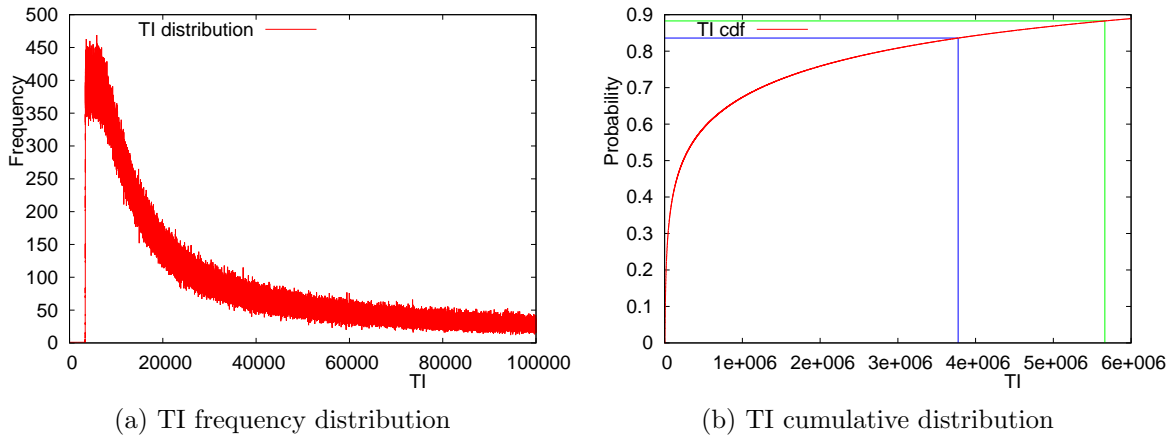 500
450
400
350
300
250
200
150
100
50
0
Frequency
TI distribution
0 20000 40000 60000 80000 100000
TI
(a) TI frequency distribution
1
0.9
0.8
0.7
0.6
0.5
0.4
0.3
0.2
0.1
0
Probability
TI cdf
0 1e+006 2e+006 3e+006 4e+006 5e+006 6e+006
TI
(b) TI cumulative distribution